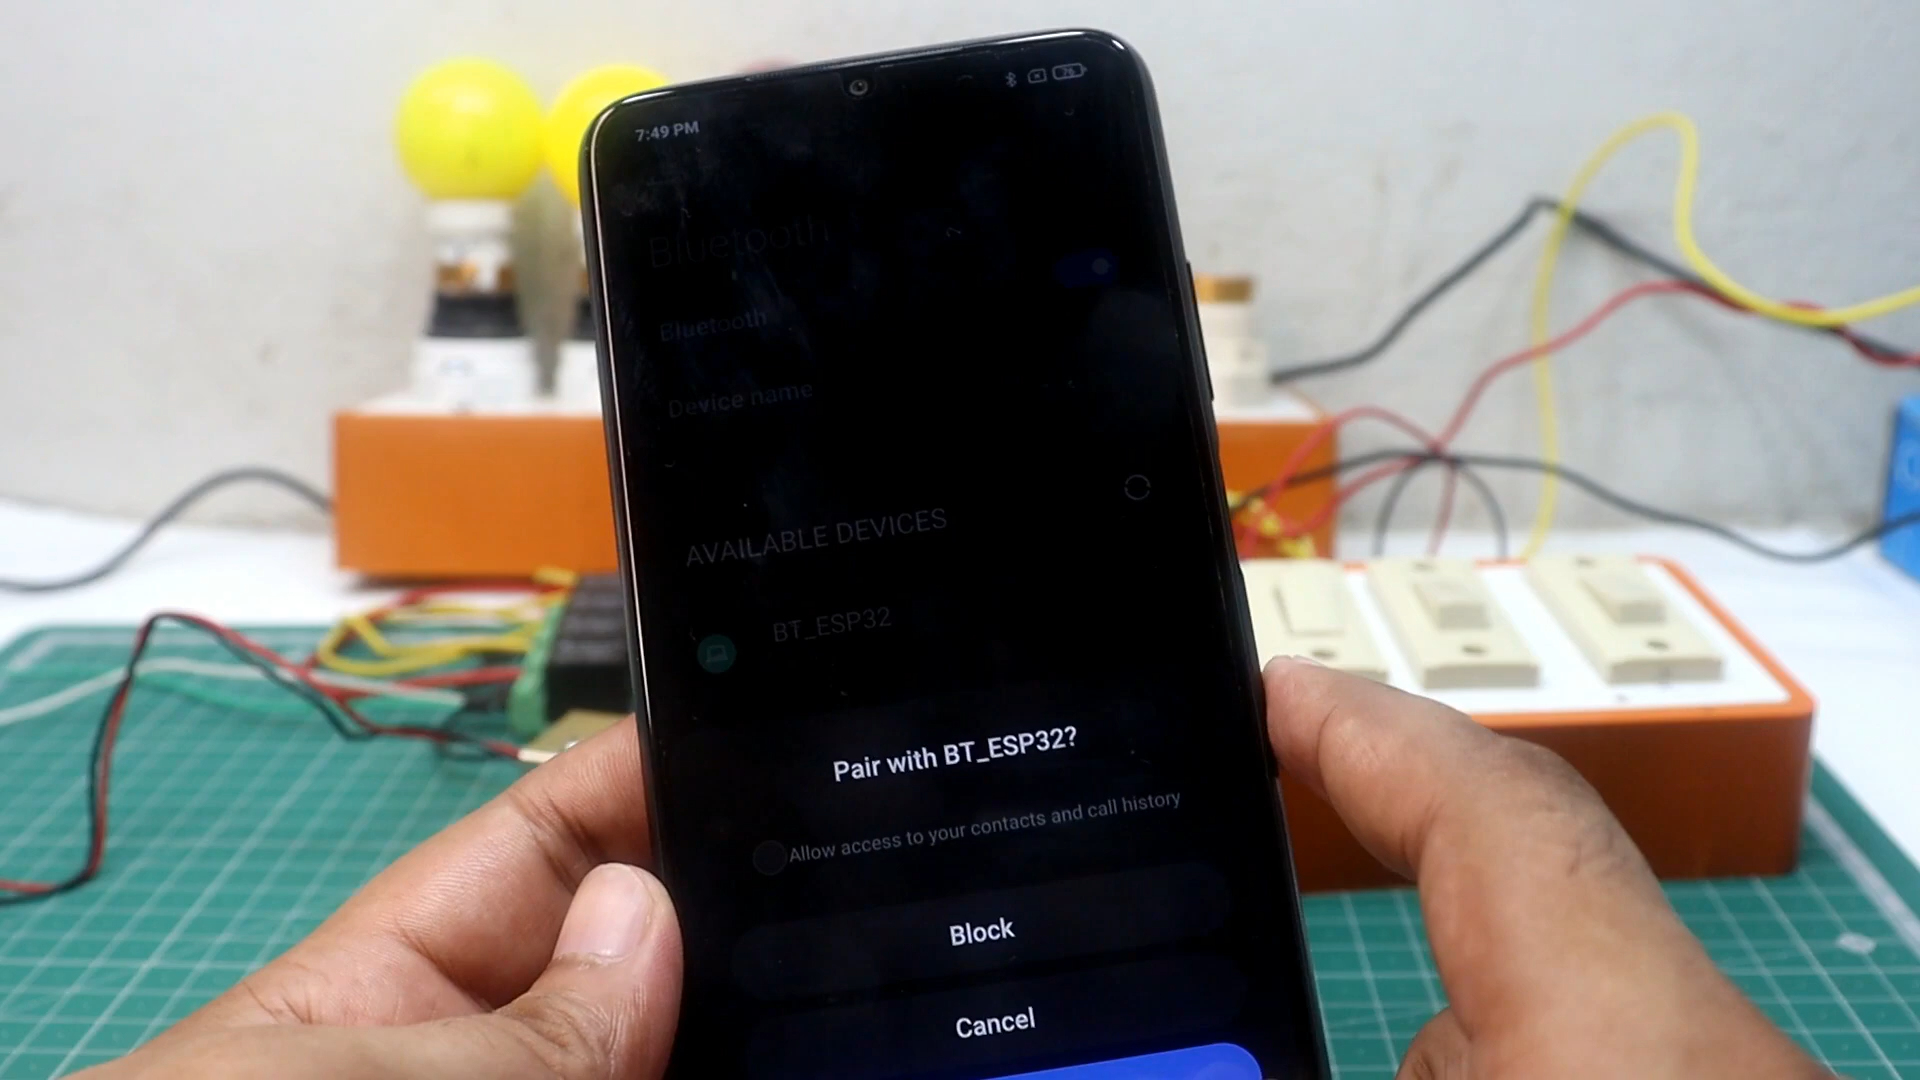 7:49 PM
76
Bluetooth
Bluetooth
Device name
AVAILABLE DEVICES
BT_ESP32
Pair with BT_ESP32?
Allow access to your contacts and call history
Block
Cancel